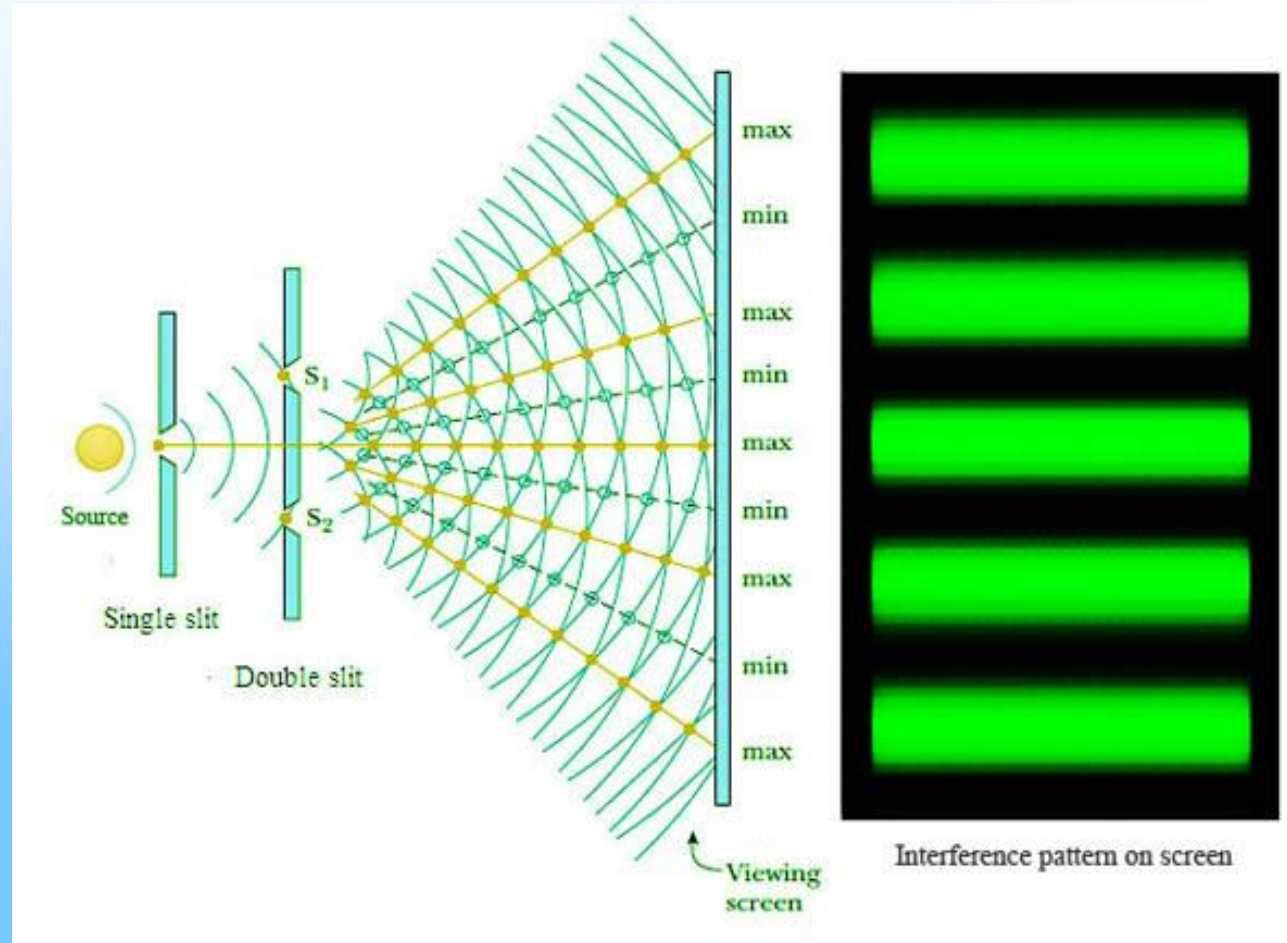 Source
Single slit
Double slit
S1
S2
max
min
max
min
max
min
max
min
max
Viewing
screen
Interference pattern on screen